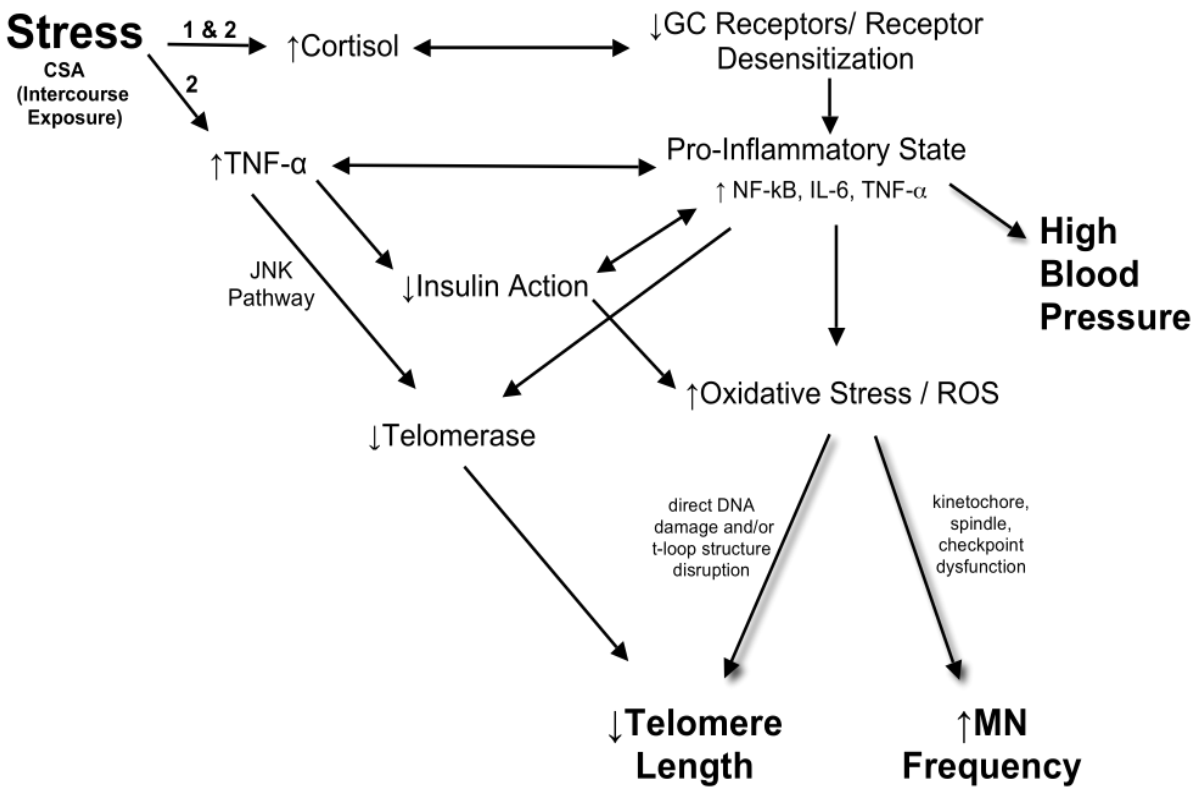 Stress
CSA
(Intercourse
Exposure)
1 & 2
2
↑Cortisol
↓GC Receptors/ Receptor
Desensitization
↑TNF-α
Pro-Inflammatory State
↑ NF-kB, IL-6, TNF-α
High
Blood
Pressure
JNK
Pathway
↓Insulin Action
↑Oxidative Stress / ROS
↓Telomerase
direct DNA
damage and/or
t-loop structure
disruption
kinetochore,
spindle,
checkpoint
dysfunction
↓Telomere
Length
↑MN
Frequency